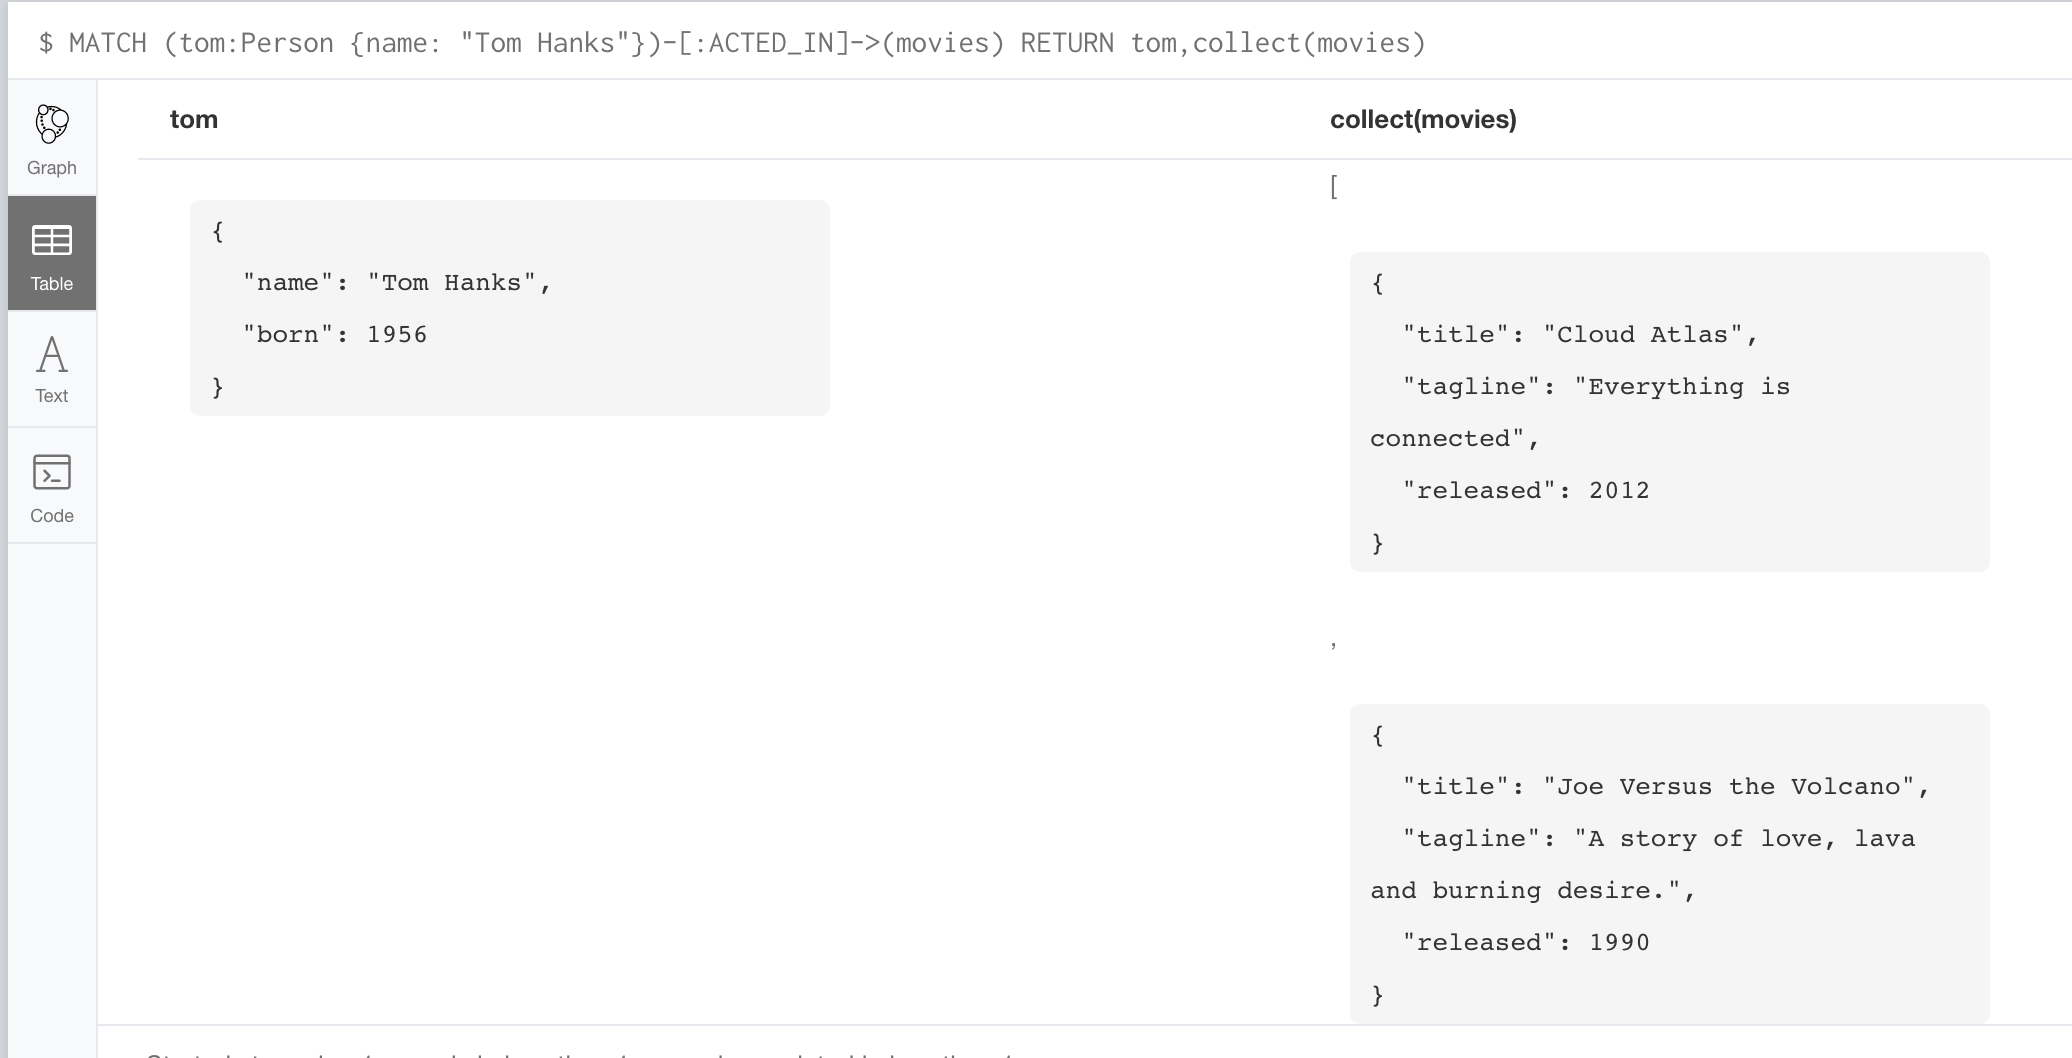 $ MATCH (tom:Person {name: "Tom Hanks"})-[:ACTED_IN]->(movies) RETURN tom,collect(movies)
Graph
Table
Text
Code
tom
{
"name": "Tom Hanks",
"born": 1956
}
collect(movies)
[
{
"title": "Cloud Atlas",
"tagline": "Everything is
connected",
"released": 2012
}
,
{
"title": "Joe Versus the Volcano",
"tagline": "A story of love, lava
and burning desire.",
"released": 1990
}